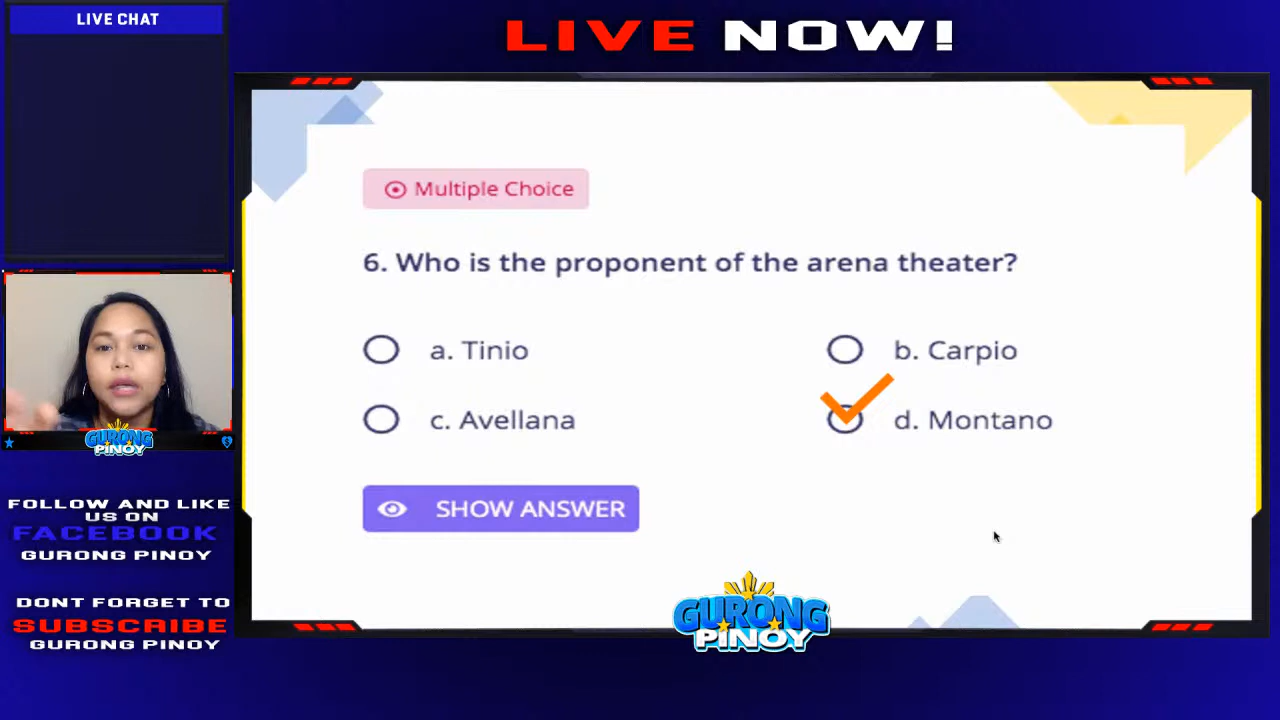 LIVE CHAT
LIVE NOW!
Multiple Choice
6. Who is the proponent of the arena theater?
a. Tinio
b. Carpio
c. Avellana
d. Montano
SHOW ANSWER
GURONG
PINOY
FOLLOW AND LIKE
US ON
FACEBOOK
GURONG PINOY
DONT FORGET TO
SUBSCRIBE
GURONG PINOY
GURONG
PINOY